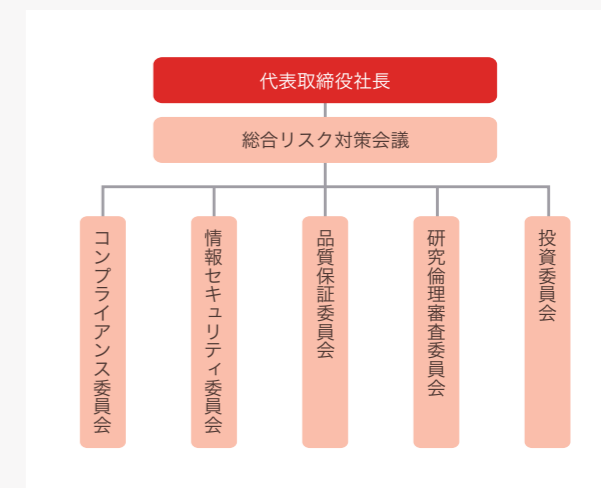 代表取締役社長
総合リスク対策会議
コンプライアンス委員会
情報セキュリティ委員会
品質保証委員会
研究倫理審査委員会
投資委員会